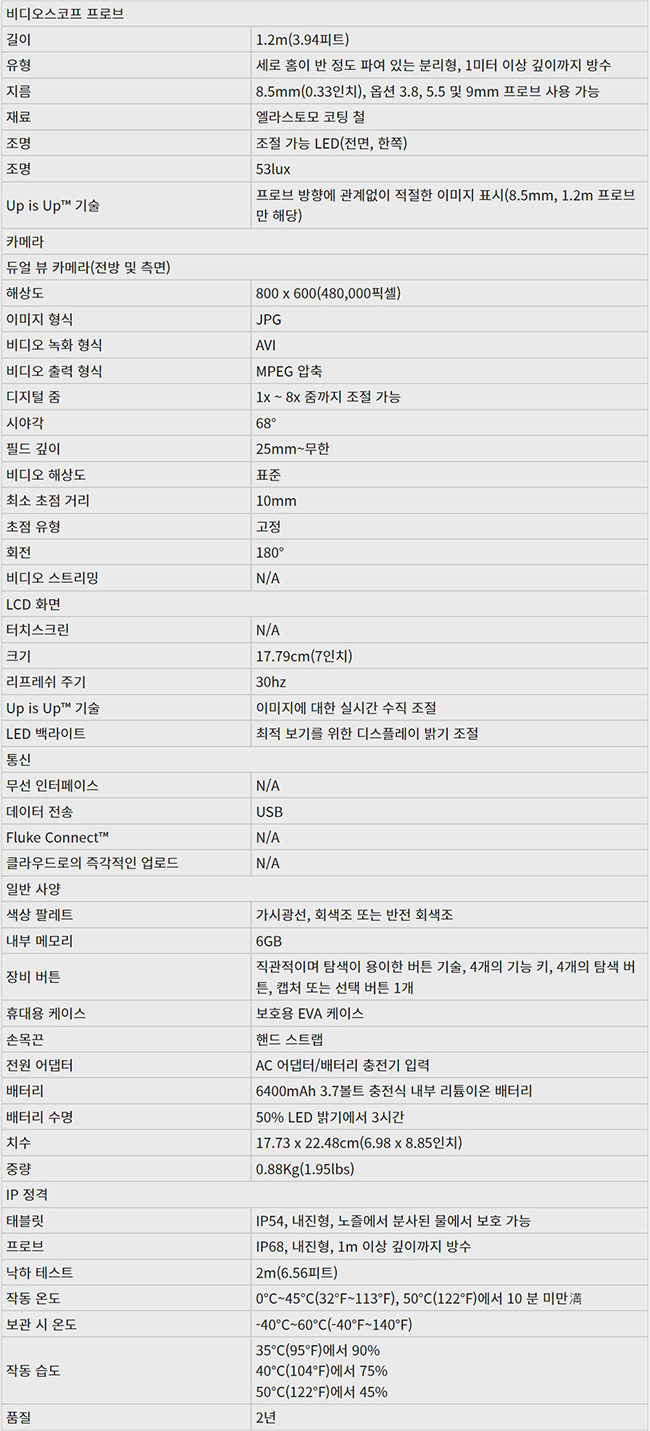 비디오스코프 프로브
길이 1.2m(3.94피트)
유형 세로 홈이 반 정도 파여 있는 분리형, 1미터 이상 깊이까지 방수
지름 8.5mm(0.33인치), 옵션 3.8, 5.5 및 9mm 프로브 사용 가능
재료 엘라스토모 코팅 철
조명 조절 가능 LED(전면, 한쪽)
조명 53lux
Up is Up™ 기술 프로브 방향에 관계없이 적절한 이미지 표시(8.5mm, 1.2m 프로브
만 해당)
카메라
듀얼 뷰 카메라(전방 및 측면)
해상도 800 x 600(480,000픽셀)
이미지 형식 JPG
비디오 녹화 형식 AVI
비디오 출력 형식 MPEG 압축
디지털 줌 1x ~ 8x 줌까지 조절 가능
시야각 68°
필드 깊이 25mm~무한
비디오 해상도 표준
최소 초점 거리 10mm
초점 유형 고정
회전 180°
비디오 스트리밍 N/A
LCD 화면
터치스크린 N/A
크기 17.79cm(7인치)
리프레쉬 주기 30hz
Up is Up™ 기술 이미지에 대한 실시간 수직 조절
LED 백라이트 최적 보기를 위한 디스플레이 밝기 조절
통신
무선 인터페이스 N/A
데이터 전송 USB
Fluke Connect™ N/A
클라우드로의 즉각적인 업로드 N/A
일반 사양
색상 팔레트 가시광선, 회색조 또는 반전 회색조
내부 메모리 6GB
장비 버튼 직관적이며 탐색이 용이한 버튼 기술, 4개의 기능 키, 4개의 탐색 버
튼, 캡처 또는 선택 버튼 1개
휴대용 케이스 보호용 EVA 케이스
손목끈 핸드 스트랩
전원 어댑터 AC 어댑터/배터리 충전기 입력
배터리 6400mAh 3.7볼트 충전식 내부 리튬이온 배터리
배터리 수명 50% LED 밝기에서 3시간
치수 17.73 x 22.48cm(6.98 x 8.85인치)
중량 0.88Kg(1.95lbs)
IP 정격
태블릿 IP54, 내진형, 노즐에서 분사된 물에서 보호 가능
프로브 IP68, 내진형, 1m 이상 깊이까지 방수
낙하 테스트 2m(6.56피트)
작동 온도 0°C~45°C(32°F~113°F), 50°C(122°F)에서 10 분 미만滿
보관 시 온도 -40°C~60°C(-40°F~140°F)
작동 습도 35°C(95°F)에서 90%
40°C(104°F)에서 75%
50°C(122°F)에서 45%
품질 2년